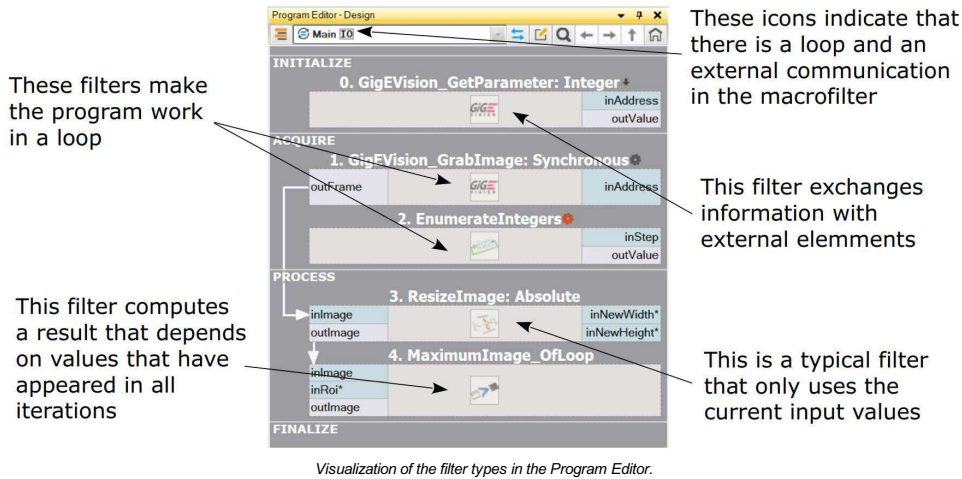 Program Editor - Design
Main IO
These icons indicate that
there is a loop and an
external communication
in the macrofilter
These filters make
the program work
in a loop
INITIALIZE
0. GigEVision_GetParameter: Integer
GIGE
VISION
inAddress
outValue
ACQUIRE
1. GigEVision_GrabImage: Synchronous
outFrame
GIGE
VISION
inAddress
This filter exchanges
information with
external elemments
2. EnumerateIntegers
inStep
outValue
PROCESS
3. ResizeImage: Absolute
inImage
outImage
inNewWidth*
inNewHeight*
This filter computes
a result that depends
on values that have
appeared in all
iterations
4. MaximumImage_OfLoop
inImage
inRoi*
outImage
This is a typical filter
that only uses the
current input values
FINALIZE
Visualization of the filter types in the Program Editor.